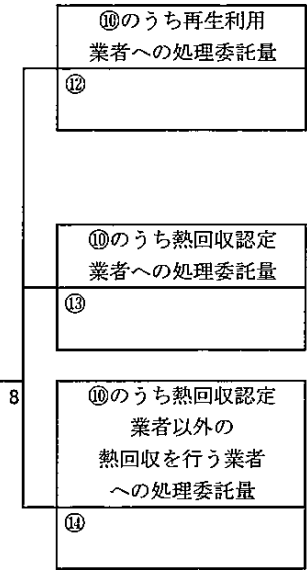 ⑩のうち再生利用
業者への処理委託量
⑫
⑩のうち熱回収認定
業者への処理委託量
⑬
8
⑩のうち熱回収認定
業者以外の
熱回収を行う業者
への処理委託量
⑭